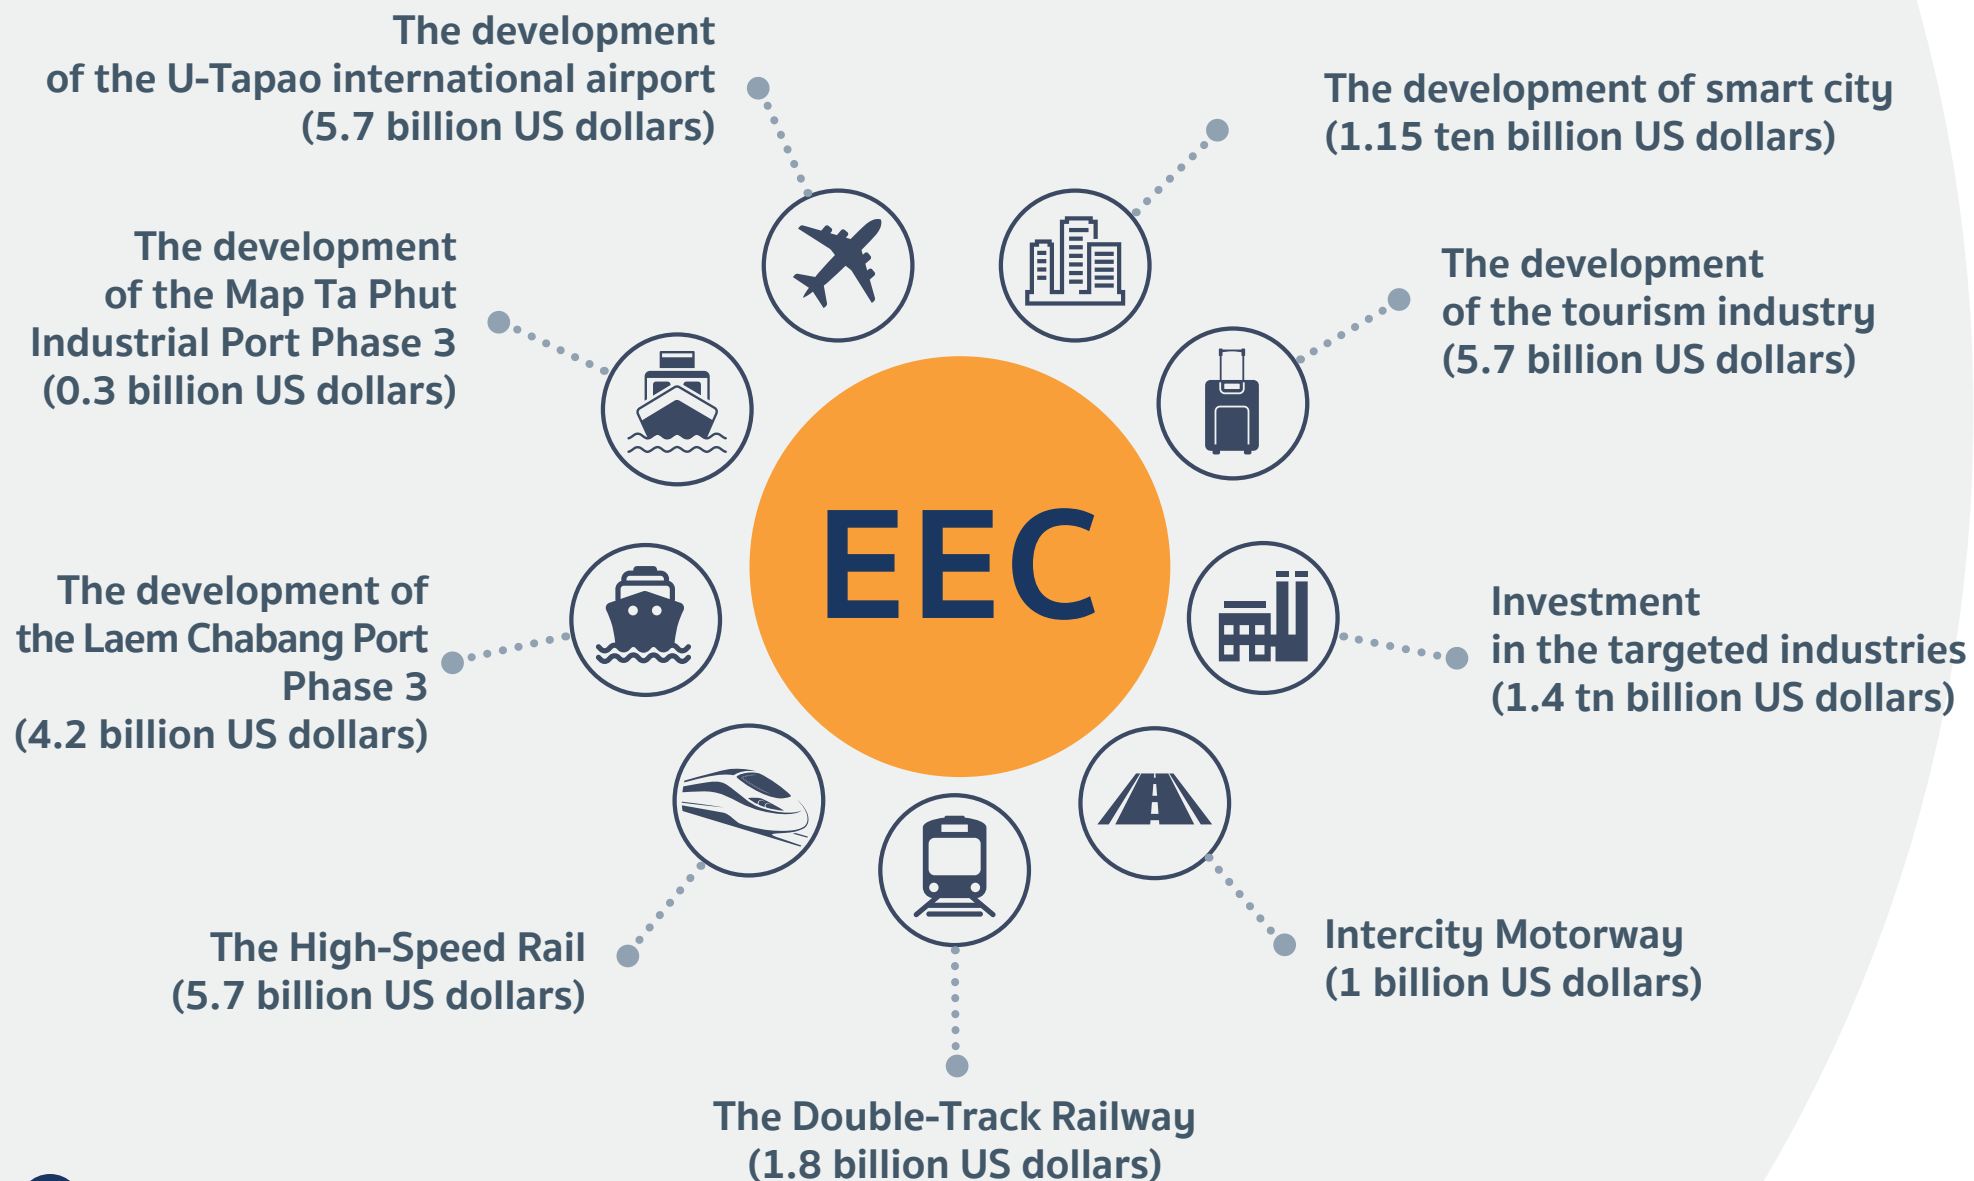 The development
of the U-Tapao international airport
(5.7 billion US dollars)
The development of smart city
(1.15 ten billion US dollars)
The development
of the Map Ta Phut
Industrial Port Phase 3
(0.3 billion US dollars)
The development
of the tourism industry
(5.7 billion US dollars)
EEC
The development of
the Laem Chabang Port
Phase 3
(4.2 billion US dollars)
Investment
in the targeted industries
(1.4 tn billion US dollars)
The High-Speed Rail
(5.7 billion US dollars)
Intercity Motorway
(1 billion US dollars)
The Double-Track Railway
(1.8 billion US dollars)